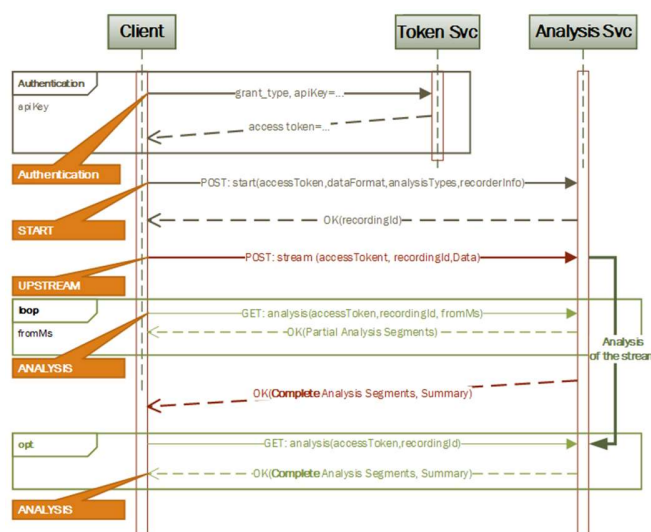 Client
Token Svc
Analysis Svc
Authentication
apiKey
grant_type, apiKey=...
access token=...
Authentication
POST: start(accessToken,dataFormat,analysisTypes,recorderInfo)
OK(recordingId)
START
POST: stream (accessTokent, recordingId,Data)
UPSTREAM
loop
GET: analysis(accessToken,recordingId, fromMs)
fromMs
OK(Partial Analysis Segments)
Analysis
of the stream
ANALYSIS
OK(Complete Analysis Segments, Summary)
opt
GET: analysis(accessToken,recordingId)
OK(Complete Analysis Segments, Summary)
ANALYSIS